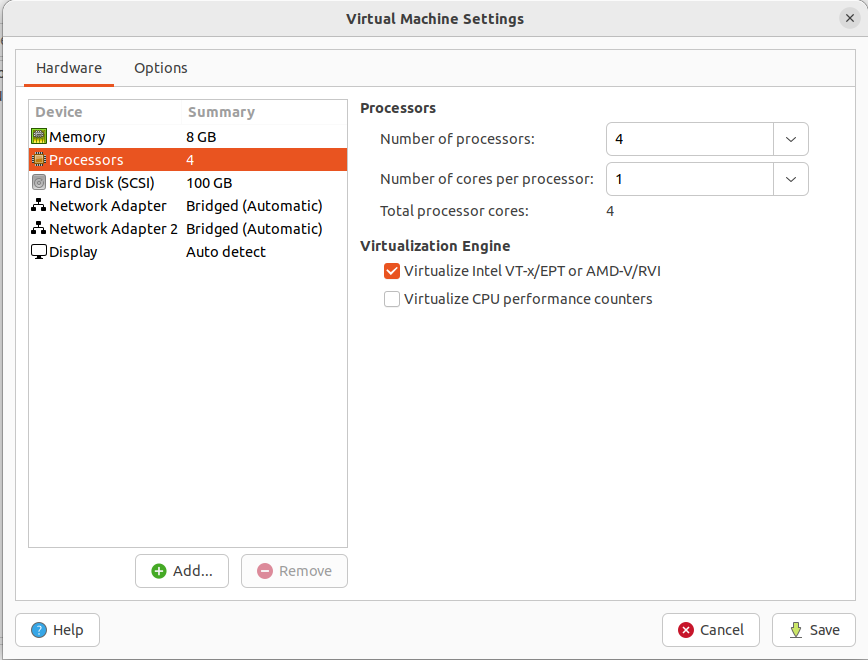 Virtual Machine Settings
Hardware Options
Device Summary
Memory 8 GB
Processors 4
Hard Disk (SCSI) 100 GB
Network Adapter Bridged (Automatic)
Network Adapter 2 Bridged (Automatic)
Display Auto detect
Add...
Remove
Processors
Number of processors: 4
Number of cores per processor: 1
Total processor cores: 4
Virtualization Engine
Virtualize Intel VT-x/EPT or AMD-V/RVI
Virtualize CPU performance counters
Help
Cancel
Save